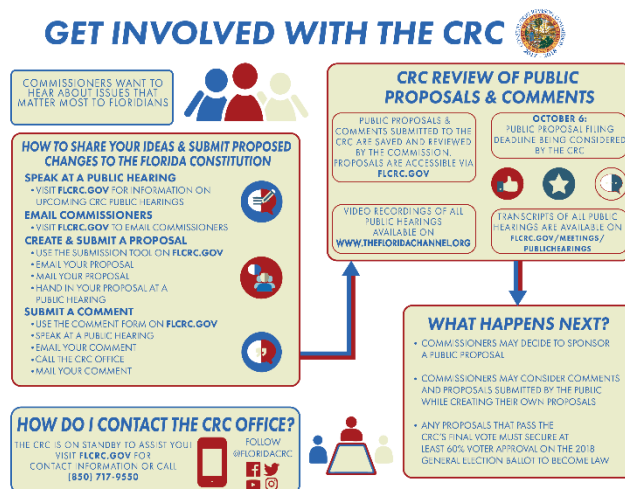 GET INVOLVED WITH THE CRC
COMMISSIONERS WANT TO
HEAR ABOUT ISSUES THAT
MATTER MOST TO FLORIDIANS
HOW TO SHARE YOUR IDEAS & SUBMIT PROPOSED
CHANGES TO THE FLORIDA CONSTITUTION
SPEAK AT A PUBLIC HEARING
• VISIT FLCRC.GOV FOR INFORMATION ON
UPCOMING CRC PUBLIC HEARINGS
EMAIL COMMISSIONERS
• VISIT FLCRC.GOV TO EMAIL COMMISSIONERS
CREATE & SUBMIT A PROPOSAL
• USE THE SUBMISSION TOOL ON FLCRC.GOV
• EMAIL YOUR PROPOSAL
• MAIL YOUR PROPOSAL
• HAND IN YOUR PROPOSAL AT A
PUBLIC HEARING
SUBMIT A COMMENT
• USE THE COMMENT FORM ON FLCRC.GOV
• SPEAK AT A PUBLIC HEARING
• EMAIL YOUR COMMENT
• CALL THE CRC OFFICE
• MAIL YOUR COMMENT
CRC REVIEW OF PUBLIC
PROPOSALS & COMMENTS
PUBLIC PROPOSALS &
COMMENTS SUBMITTED TO THE
CRC ARE SAVED AND REVIEWED
BY THE COMMISSION.
PROPOSALS ARE ACCESSIBLE VIA
FLCRC.GOV
OCTOBER 6:
PUBLIC PROPOSAL FILING
DEADLINE BEING CONSIDERED
BY THE CRC
VIDEO RECORDINGS OF ALL
PUBLIC HEARINGS
AVAILABLE ON
WWW.THEFLORIDACHANNEL.ORG
TRANSCRIPTS OF ALL PUBLIC
HEARINGS ARE AVAILABLE ON
FLCRC.GOV/MEETINGS/
PUBLICHEARINGS
WHAT HAPPENS NEXT?
• COMMISSIONERS MAY DECIDE TO SPONSOR
A PUBLIC PROPOSAL
• COMMISSIONERS MAY CONSIDER COMMENTS
AND PROPOSALS SUBMITTED BY THE PUBLIC
WHILE CREATING THEIR OWN PROPOSALS
• ANY PROPOSALS THAT PASS THE
CRC'S FINAL VOTE MUST SECURE AT
LEAST 60% VOTER APPROVAL ON THE 2018
GENERAL ELECTION BALLOT TO BECOME LAW
HOW DO I CONTACT THE CRC OFFICE?
THE CRC IS ON STANDBY TO ASSIST YOU!
VISIT FLCRC.GOV FOR
CONTACT INFORMATION OR CALL
(850) 717-9550
FOLLOW
@FLORIDACRC